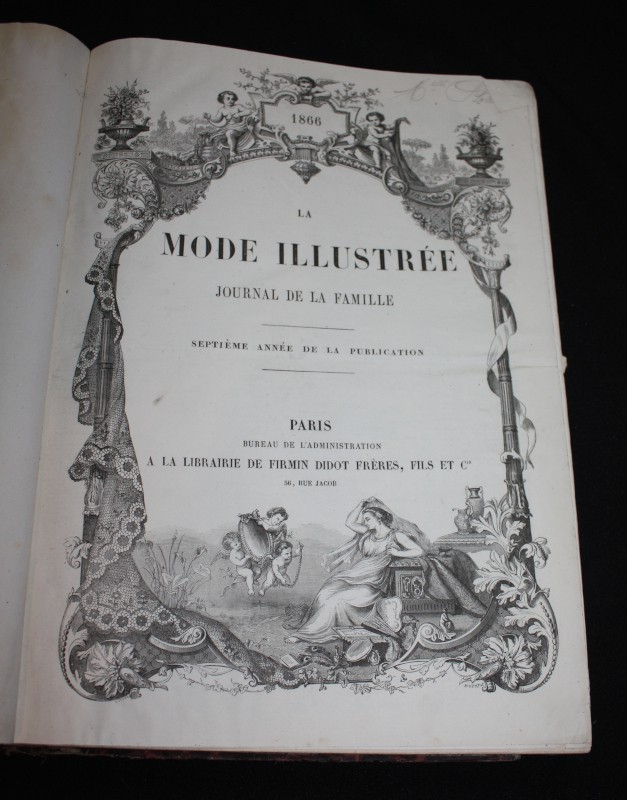 1866
LA
MODE ILLUSTRÉE
JOURNAL DE LA FAMILLE
SEPTIÈME ANNÉE DE LA PUBLICATION
PARIS
BUREAU DE L'ADMINISTRATION
A LA LIBRAIRIE DE FIRMIN DIDOT FRÈRES, FILS ET Cie
56, RUE JACOB